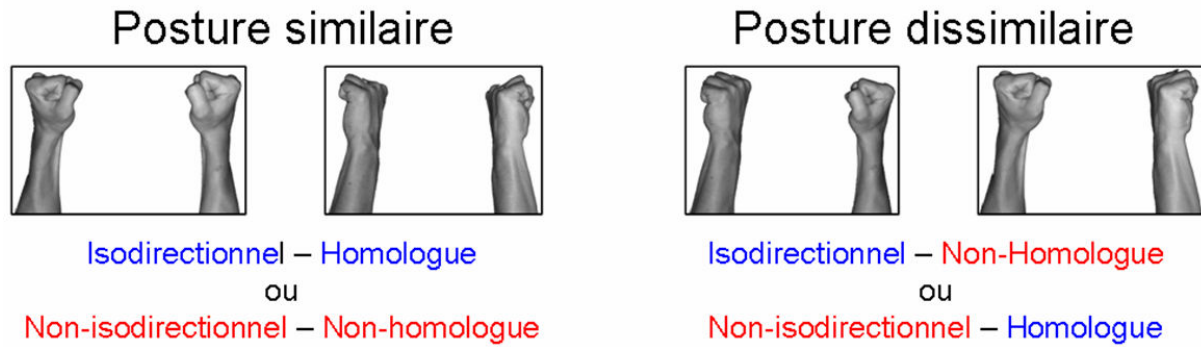 Posture similaire
Isodirectionnel – Homologue
ou
Non-isodirectionnel – Non-homologue
Posture dissimilaire
Isodirectionnel – Non-Homologue
ou
Non-isodirectionnel – Homologue